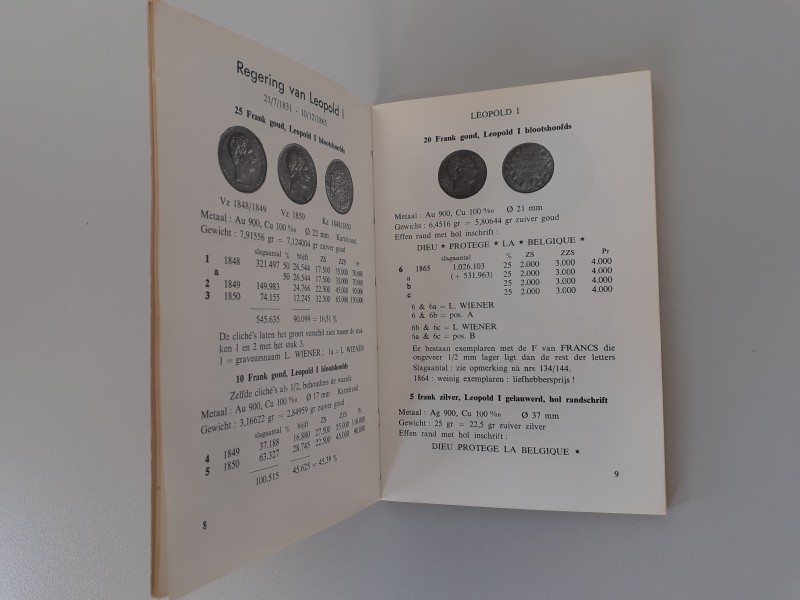 Regering van Leopold I
21/7/1831 - 10/12/1865
25 Frank goud, Leopold I blootshoofds
Vz 1848/1849 Vz 1850 Kz 1848/1850
Metaal : Au 900, Cu 100 ‰ Ø 22 mm Kartelrand.
Gewicht : 7,91556 gr = 7,124004 gr zuiver goud
slagaantal blijft ZS ZZS Pr
1 1848 321.497 50 26.544 17.500 35.000 70.000
a 50 26.544 17.500 35.000 70.000
2 1849 149.983 24.766 22.500 45.000 90.000
3 1850 74.155 12.245 32.500 65.000 130.000
545.635 90.099 = 16,51 %
De cliché's laten het groot verschil zien tussen de stuk
ken 1 en 2 met het stuk 3.
1 = graveursnaam L. WIENER ; 1a = L WIENER
10 Frank goud, Leopold I blootshoofds
Zelfde cliché's als 1/2, behoudens de waarde
Metaal : Au 900, Cu 100 ‰ Ø 17 mm Kartelrand
Gewicht : 3,16622 gr = 2,84959 gr zuiver goud
slagaantal blijft ZS ZZS Pr
4 1849 37.188 16.880 27.500 55.000 110.000
5 1850 63.327 28.745 22.500 45.000 90.000
100.515 45.625 = 45,39 %
8
LEOPOLD I
20 Frank goud, Leopold I blootshoofds
Metaal : Au 900, Cu 100 ‰ Ø 21 mm
Gewicht : 6,4516 gr = 5,80644 gr zuiver goud
Effen rand met hol inschrift :
DIEU ★ PROTEGE ★ LA ★ BELGIQUE ★
slagaantal % ZS ZZS Pr
6 1865 1.026.103 25 2.000 3.000 4.000
a (+ 531.963) 25 2.000 3.000 4.000
b 25 2.000 3.000 4.000
c 25 2.000 3.000 4.000
6 & 6a = L. WIENER
6 & 6b = pos. A
6b & 6c = L WIENER
6a & 6c = pos. B
Er bestaan exemplaren met de F van FRANCS die
ongeveer 1/2 mm lager ligt dan de rest der letters
Slagaantal : zie opmerking nà nrs 134/144.
1864 : weinig exemplaren : liefhebbersprijs !
5 frank zilver, Leopold I gelauwerd, hol randschrift
Metaal : Ag 900, Cu 100 ‰ Ø 37 mm
Gewicht : 25 gr = 22,5 gr zuiver zilver
Effen rand met hol inschrift :
DIEU PROTEGE LA BELGIQUE ★
9